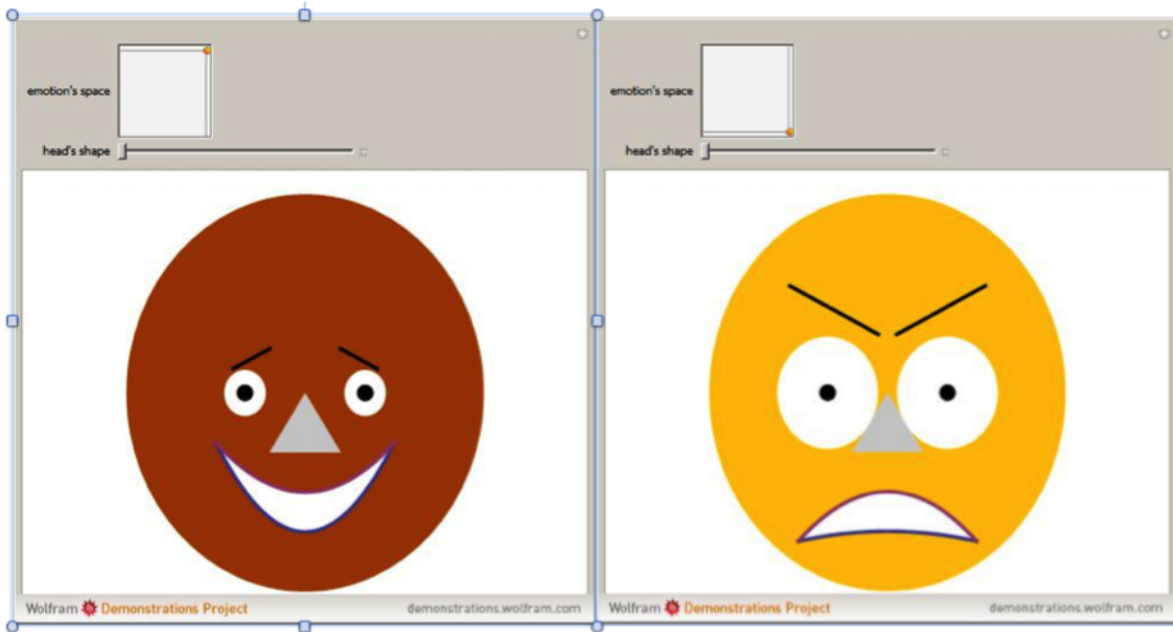 emotion's space
head's shape
Wolfram Demonstrations Project
demonstrations.wolfram.com
emotion's space
head's shape
Wolfram Demonstrations Project
demonstrations.wolfram.com